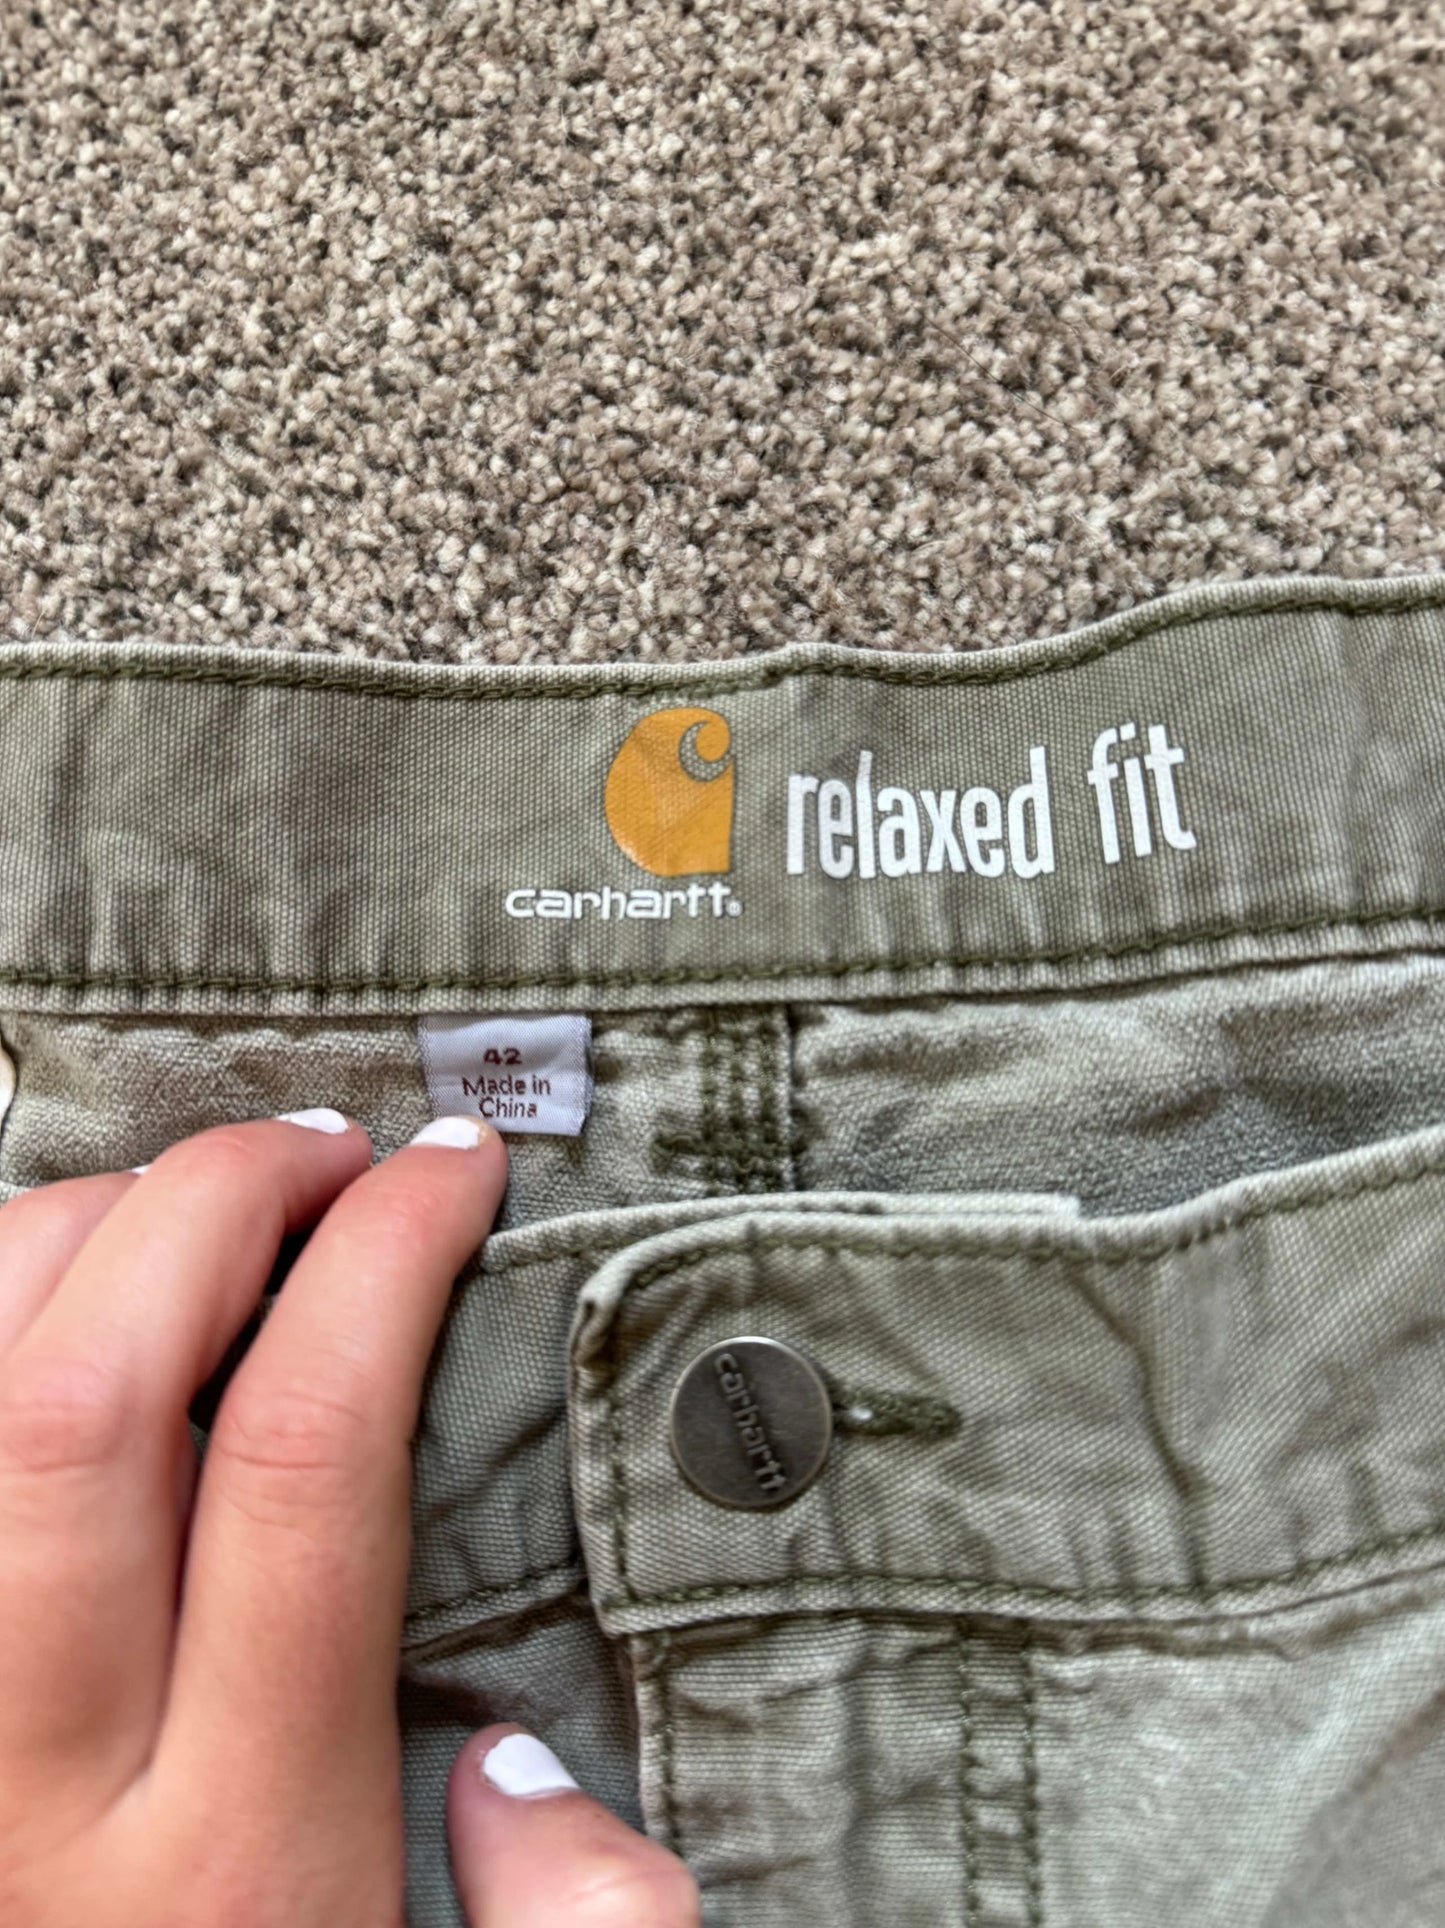 carhartt® relaxed fit
42
Made in
China
carhartt